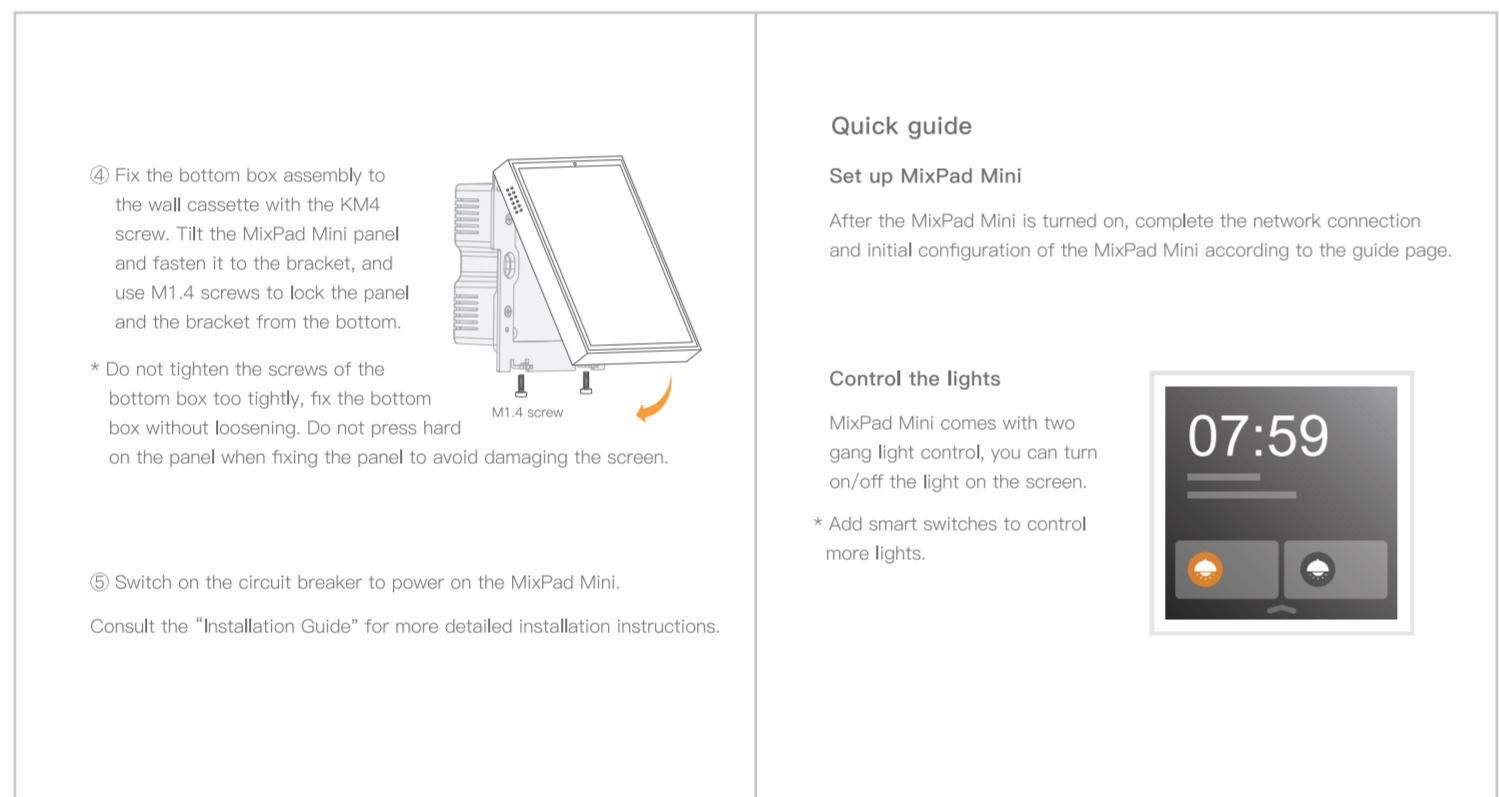 ④ Fix the bottom box assembly to
the wall cassette with the KM4
screw. Tilt the MixPad Mini panel
and fasten it to the bracket, and
use M1.4 screws to lock the panel
and the bracket from the bottom.
* Do not tighten the screws of the
bottom box too tightly, fix the bottom
box without loosening. Do not press hard
on the panel when fixing the panel to avoid damaging the screen.
M1.4 screw
⑤ Switch on the circuit breaker to power on the MixPad Mini.
Consult the “Installation Guide” for more detailed installation instructions.
Quick guide
Set up MixPad Mini
After the MixPad Mini is turned on, complete the network connection
and initial configuration of the MixPad Mini according to the guide page.
Control the lights
MixPad Mini comes with two
gang light control, you can turn
on/off the light on the screen.
* Add smart switches to control
more lights.
07:59